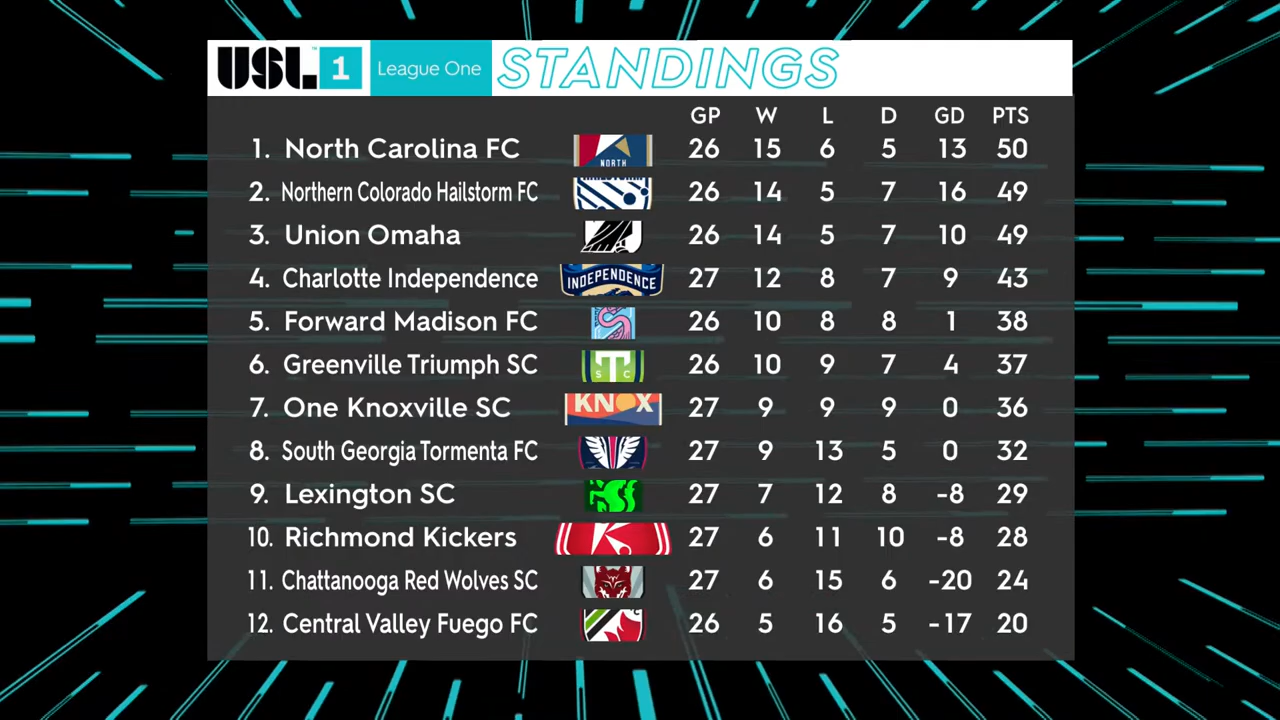 USL 1 League One STANDINGS
GP W L D GD PTS
1. North Carolina FC NORTH 26 15 6 5 13 50
2. Northern Colorado Hailstorm FC 26 14 5 7 16 49
3. Union Omaha 26 14 5 7 10 49
4. Charlotte Independence INDEPENDENCE 27 12 8 7 9 43
5. Forward Madison FC 26 10 8 8 1 38
6. Greenville Triumph SC T S C 26 10 9 7 4 37
7. One Knoxville SC KNOX 27 9 9 9 0 36
8. South Georgia Tormenta FC 27 9 13 5 0 32
9. Lexington SC 27 7 12 8 -8 29
10. Richmond Kickers 27 6 11 10 -8 28
11. Chattanooga Red Wolves SC 27 6 15 6 -20 24
12. Central Valley Fuego FC 26 5 16 5 -17 20